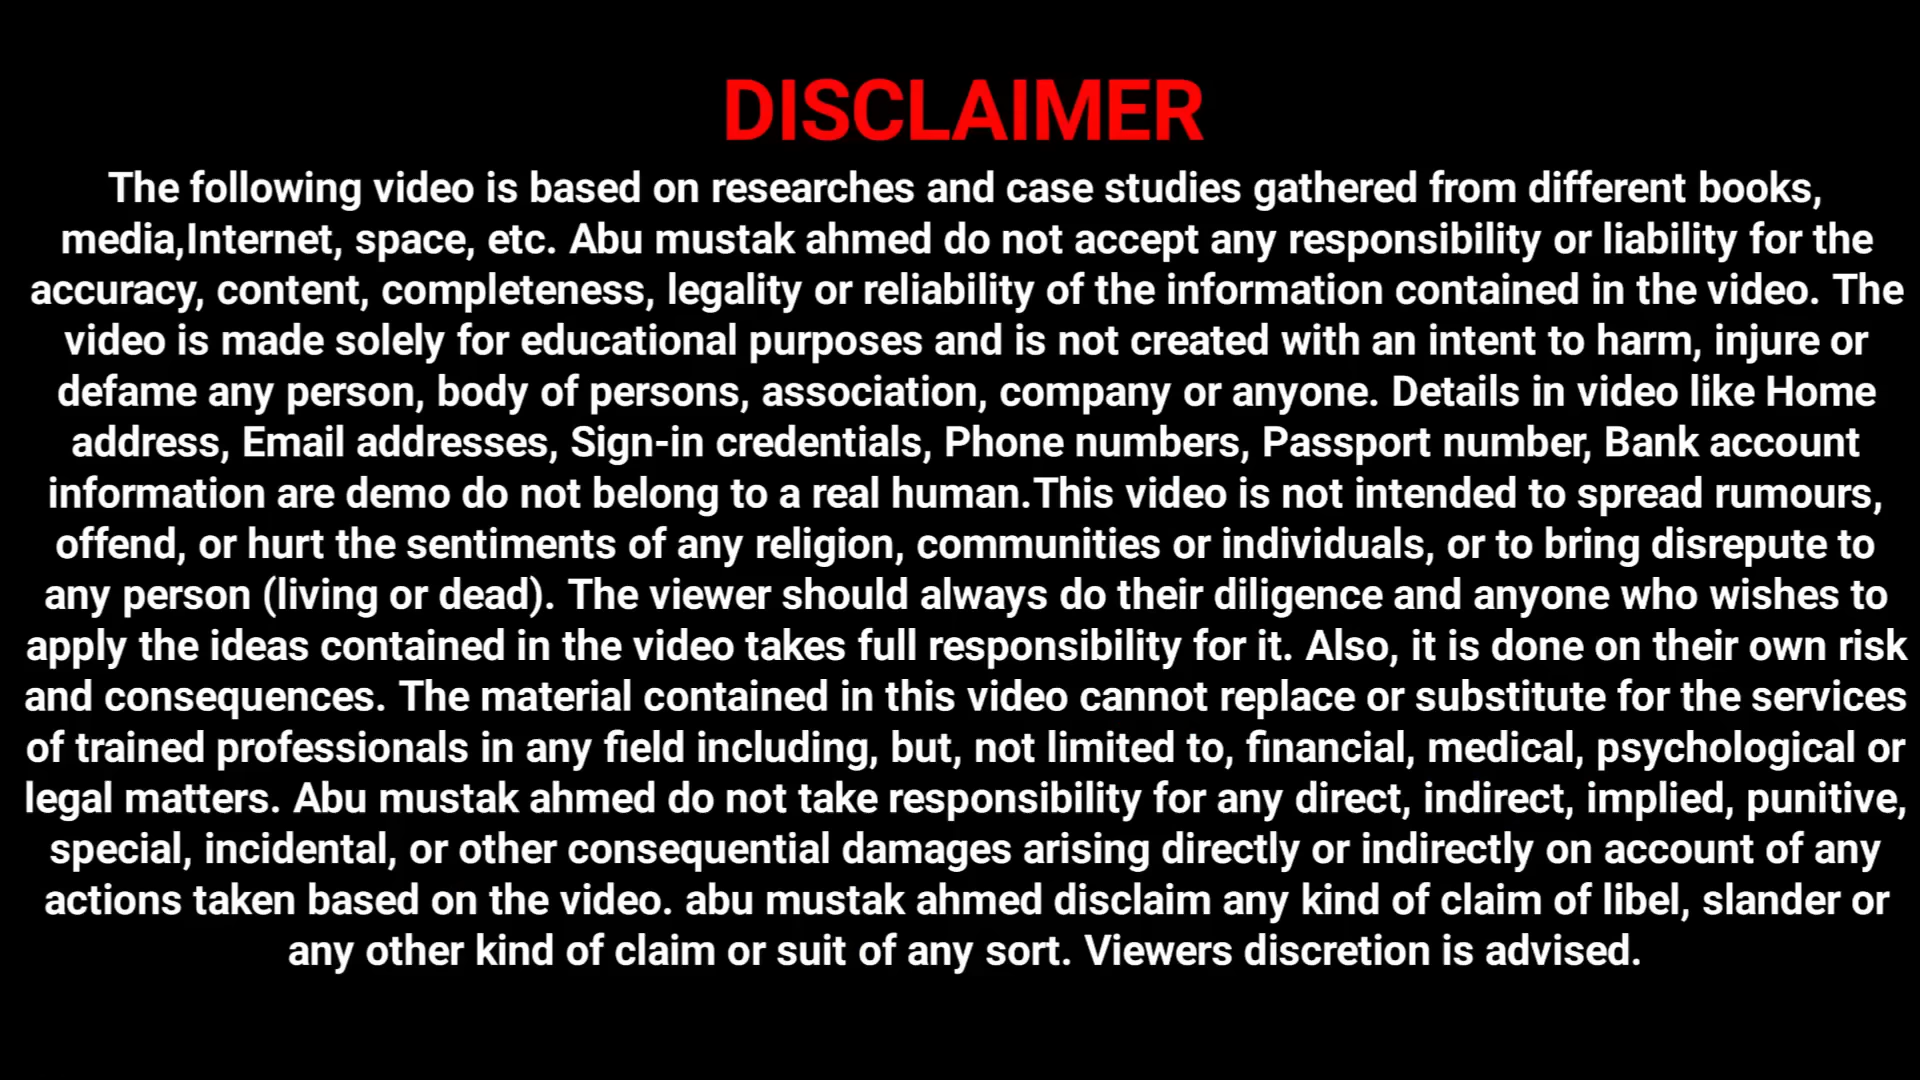 DISCLAIMER
The following video is based on researches and case studies gathered from different books,
media,Internet, space, etc. Abu mustak ahmed do not accept any responsibility or liability for the
accuracy, content, completeness, legality or reliability of the information contained in the video. The
video is made solely for educational purposes and is not created with an intent to harm, injure or
defame any person, body of persons, association, company or anyone. Details in video like Home
address, Email addresses, Sign-in credentials, Phone numbers, Passport number, Bank account
information are demo do not belong to a real human.This video is not intended to spread rumours,
offend, or hurt the sentiments of any religion, communities or individuals, or to bring disrepute to
any person (living or dead). The viewer should always do their diligence and anyone who wishes to
apply the ideas contained in the video takes full responsibility for it. Also, it is done on their own risk
and consequences. The material contained in this video cannot replace or substitute for the services
of trained professionals in any field including, but, not limited to, financial, medical, psychological or
legal matters. Abu mustak ahmed do not take responsibility for any direct, indirect, implied, punitive,
special, incidental, or other consequential damages arising directly or indirectly on account of any
actions taken based on the video. abu mustak ahmed disclaim any kind of claim of libel, slander or
any other kind of claim or suit of any sort. Viewers discretion is advised.